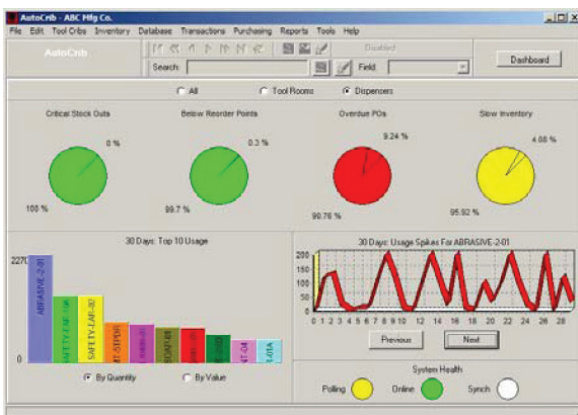 AutoCrib - ABC Mfg Co.
File Edit Tool Cribs Inventory Database Transactions Purchasing Reports Tools Help
AutoCrib
Disabled
Search: Field: Dashboard
All Tool Rooms Dispensers
Critical Stock Outs Below Reorder Points Overdue POs Slow Inventory
0 % 0.3 % 9.24 % 4.08 %
100 % 99.7 % 90.76 % 95.92 %
30 Days: Top 10 Usage
2270
0
ABRASIVE-2-01
SAFETY-EAR-02
By Quantity By Value
30 Days: Usage Spikes For ABRASIVE-2-01
200
150
100
50
0
0 1 2 3 4 5 6 7 8 9 10 12 14 16 18 20 22 24 26 28
Previous Next
System Health
Polling Online Synch